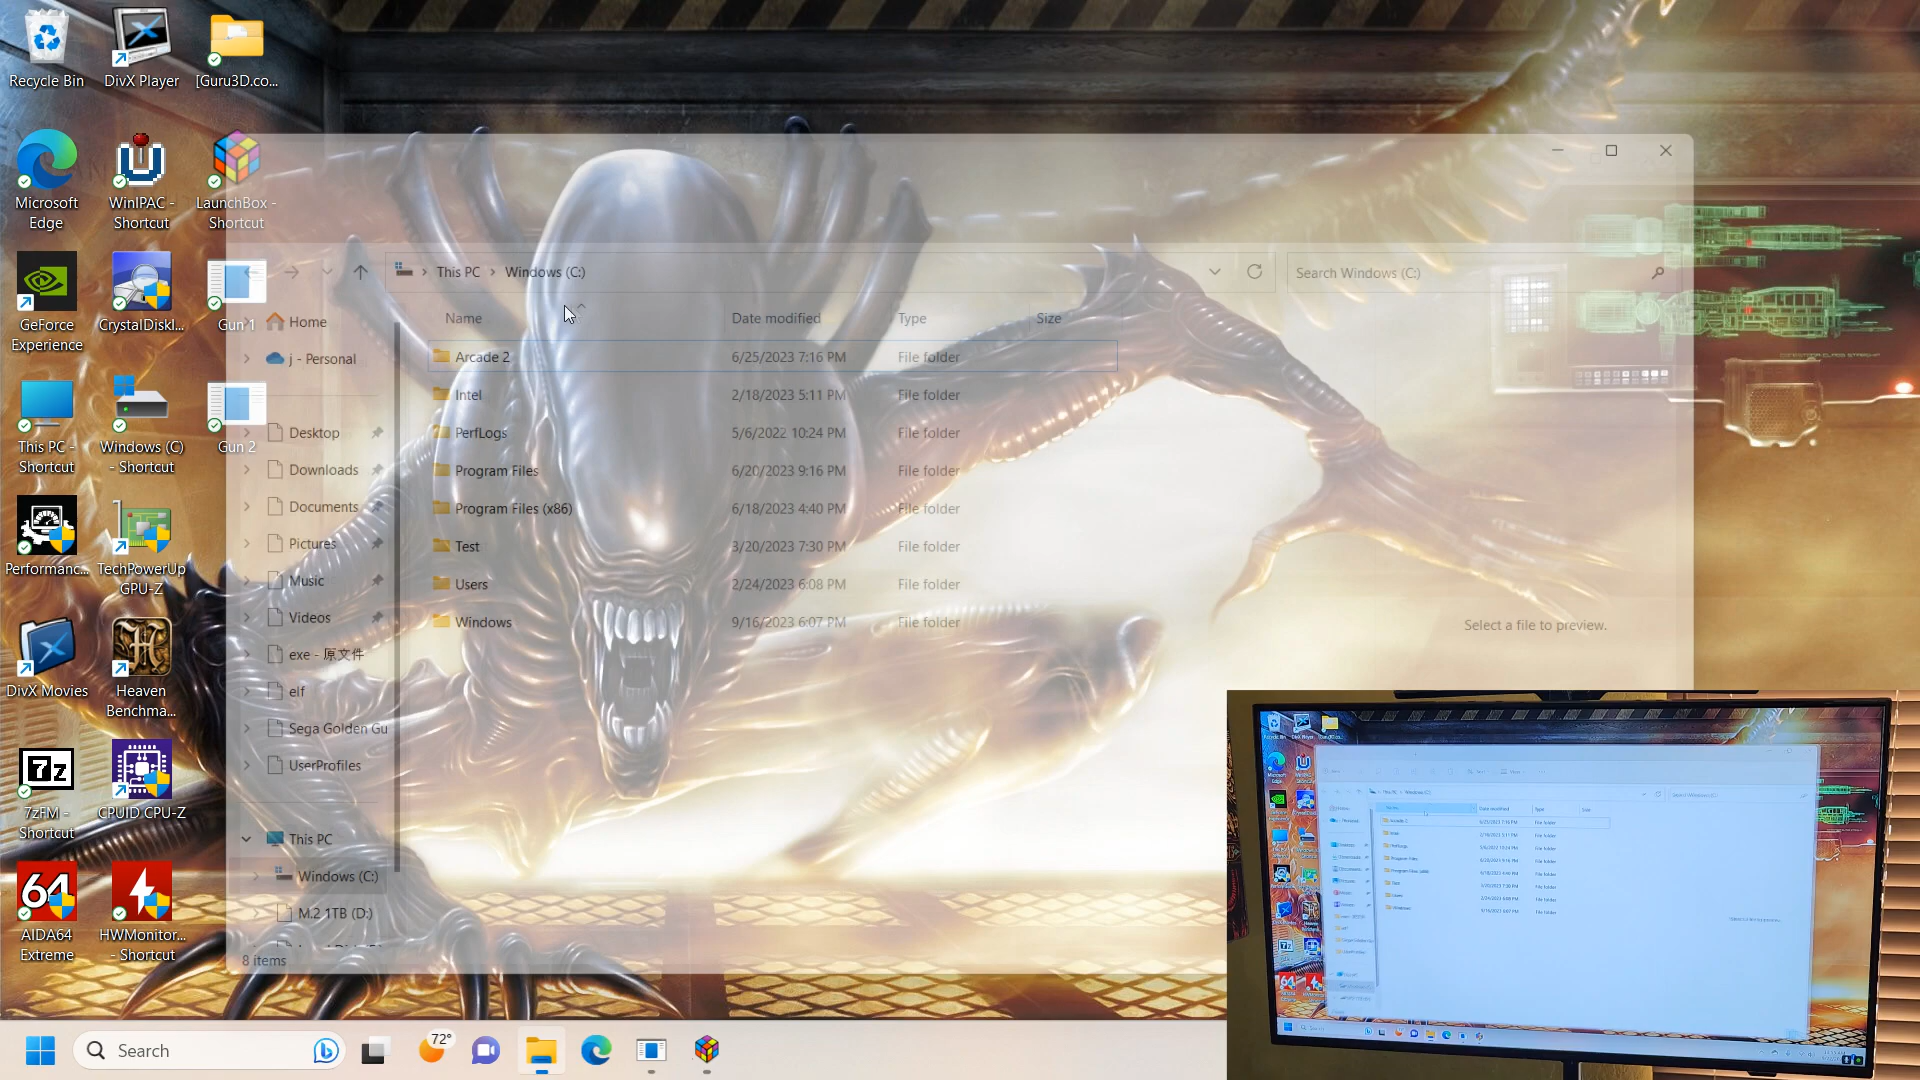 Recycle Bin
DivX Player
[Guru3D.co...
Microsoft
Edge
WinIPAC -
Shortcut
LaunchBox -
Shortcut
GeForce
Experience
CrystalDiskI...
Gun 1
This PC -
Shortcut
Windows (C)
- Shortcut
Gun 2
Performanc...
TechPowerUp
GPU-Z
DivX Movies
Heaven
Benchma...
7z
7zFM -
Shortcut
CPUID CPU-Z
64
AIDA64
Extreme
HWMonitor...
- Shortcut
This PC
Windows (C:)
Search Windows (C:)
Home
j - Personal
Desktop
Downloads
Documents
Pictures
Music
Videos
exe - 原文件
elf
Sega Golden Gu
UserProfiles
This PC
Windows (C:)
M.2 1TB (D:)
8 items
Name Date modified Type Size
Arcade 2 6/25/2023 7:16 PM File folder
Intel 2/18/2023 5:11 PM File folder
PerfLogs 5/6/2022 10:24 PM File folder
Program Files 6/20/2023 9:16 PM File folder
Program Files (x86) 6/18/2023 4:40 PM File folder
Test 3/20/2023 7:30 PM File folder
Users 2/24/2023 6:08 PM File folder
Windows 9/16/2023 6:07 PM File folder
Select a file to preview.
Search
72°